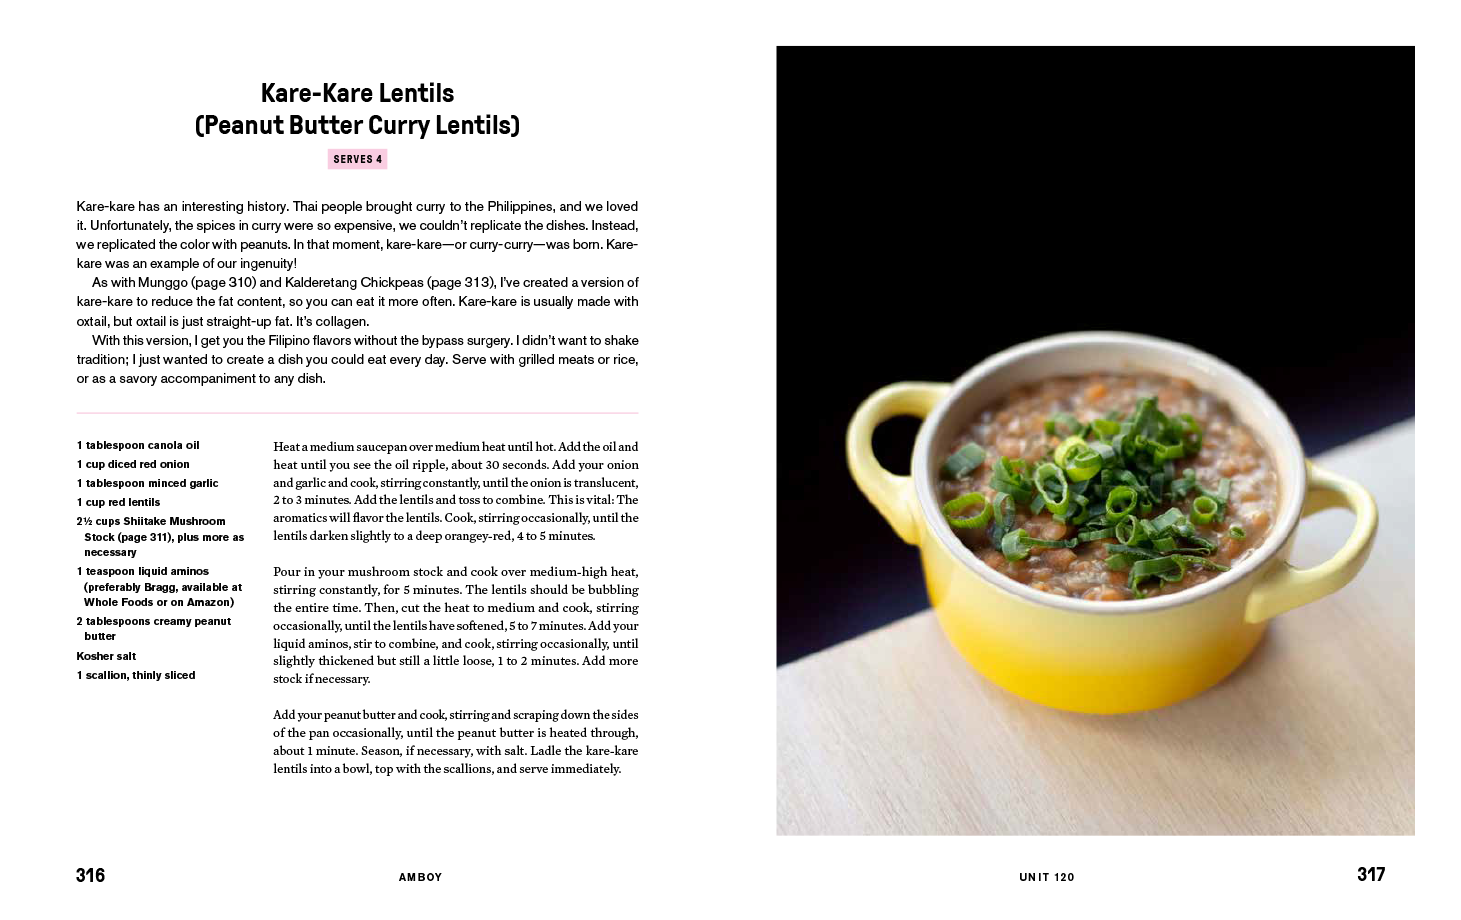 Kare-Kare Lentils
(Peanut Butter Curry Lentils)
SERVES 4
Kare-kare has an interesting history. Thai people brought curry to the Philippines, and we loved
it. Unfortunately, the spices in curry were so expensive, we couldn't replicate the dishes. Instead,
we replicated the color with peanuts. In that moment, kare-kare—or curry-curry—was born. Kare-
kare was an example of our ingenuity!
As with Munggo (page 310) and Kalderetang Chickpeas (page 313), I've created a version of
kare-kare to reduce the fat content, so you can eat it more often. Kare-kare is usually made with
oxtail, but oxtail is just straight-up fat. It's collagen.
With this version, I get you the Filipino flavors without the bypass surgery. I didn't want to shake
tradition; I just wanted to create a dish you could eat every day. Serve with grilled meats or rice,
or as a savory accompaniment to any dish.
1 tablespoon canola oil
1 cup diced red onion
1 tablespoon minced garlic
1 cup red lentils
2½ cups Shiitake Mushroom
Stock (page 311), plus more as
necessary
1 teaspoon liquid aminos
(preferably Bragg, available at
Whole Foods or on Amazon)
2 tablespoons creamy peanut
butter
Kosher salt
1 scallion, thinly sliced
Heat a medium saucepan over medium heat until hot. Add the oil and
heat until you see the oil ripple, about 30 seconds. Add your onion
and garlic and cook, stirring constantly, until the onion is translucent,
2 to 3 minutes. Add the lentils and toss to combine. This is vital: The
aromatics will flavor the lentils. Cook, stirring occasionally, until the
lentils darken slightly to a deep orangey-red, 4 to 5 minutes.
Pour in your mushroom stock and cook over medium-high heat,
stirring constantly, for 5 minutes. The lentils should be bubbling
the entire time. Then, cut the heat to medium and cook, stirring
occasionally, until the lentils have softened, 5 to 7 minutes. Add your
liquid aminos, stir to combine, and cook, stirring occasionally, until
slightly thickened but still a little loose, 1 to 2 minutes. Add more
stock if necessary.
Add your peanut butter and cook, stirring and scraping down the sides
of the pan occasionally, until the peanut butter is heated through,
about 1 minute. Season, if necessary, with salt. Ladle the kare-kare
lentils into a bowl, top with the scallions, and serve immediately.
316
AMBOY
UNIT 120
317